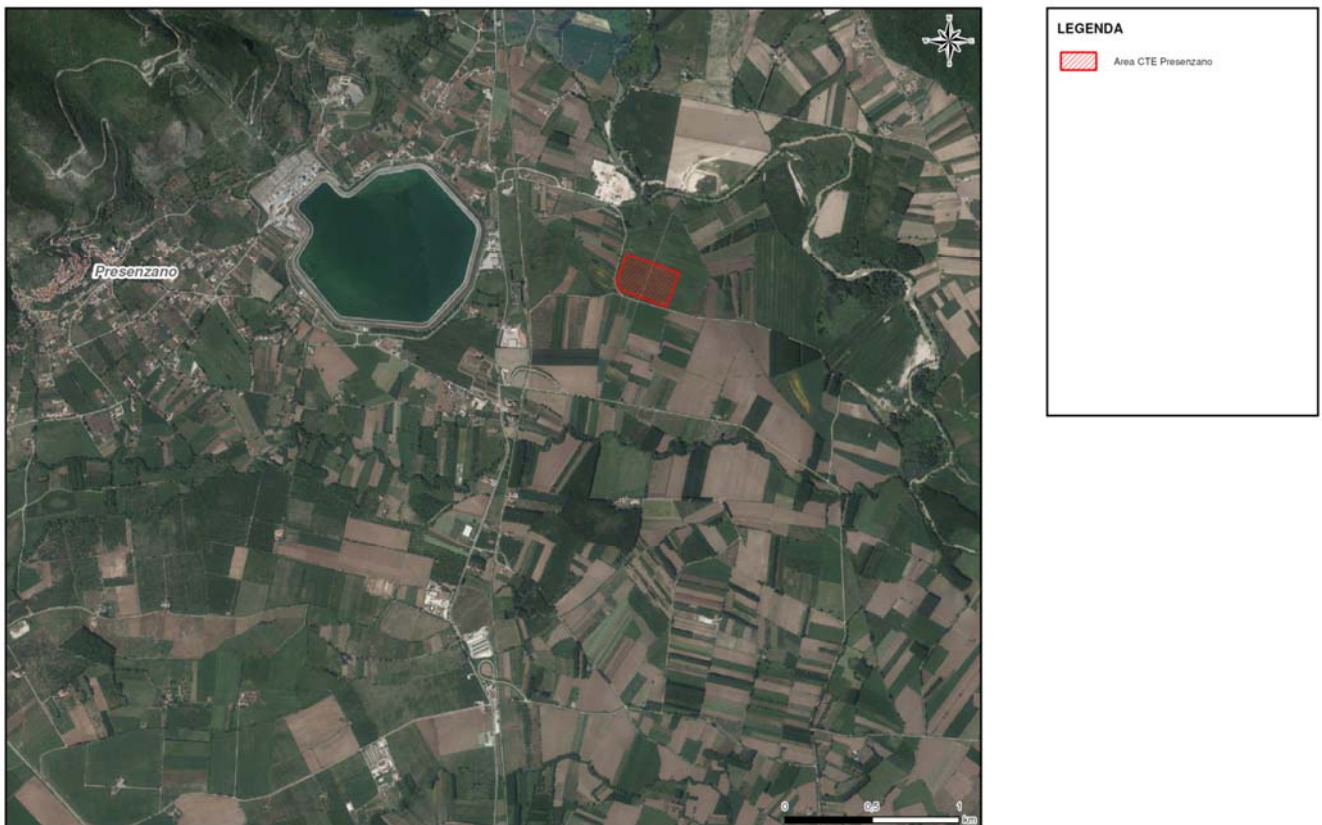 LEGENDA
Area CTE Presenzano
Presenzano
0 0,5 1
km